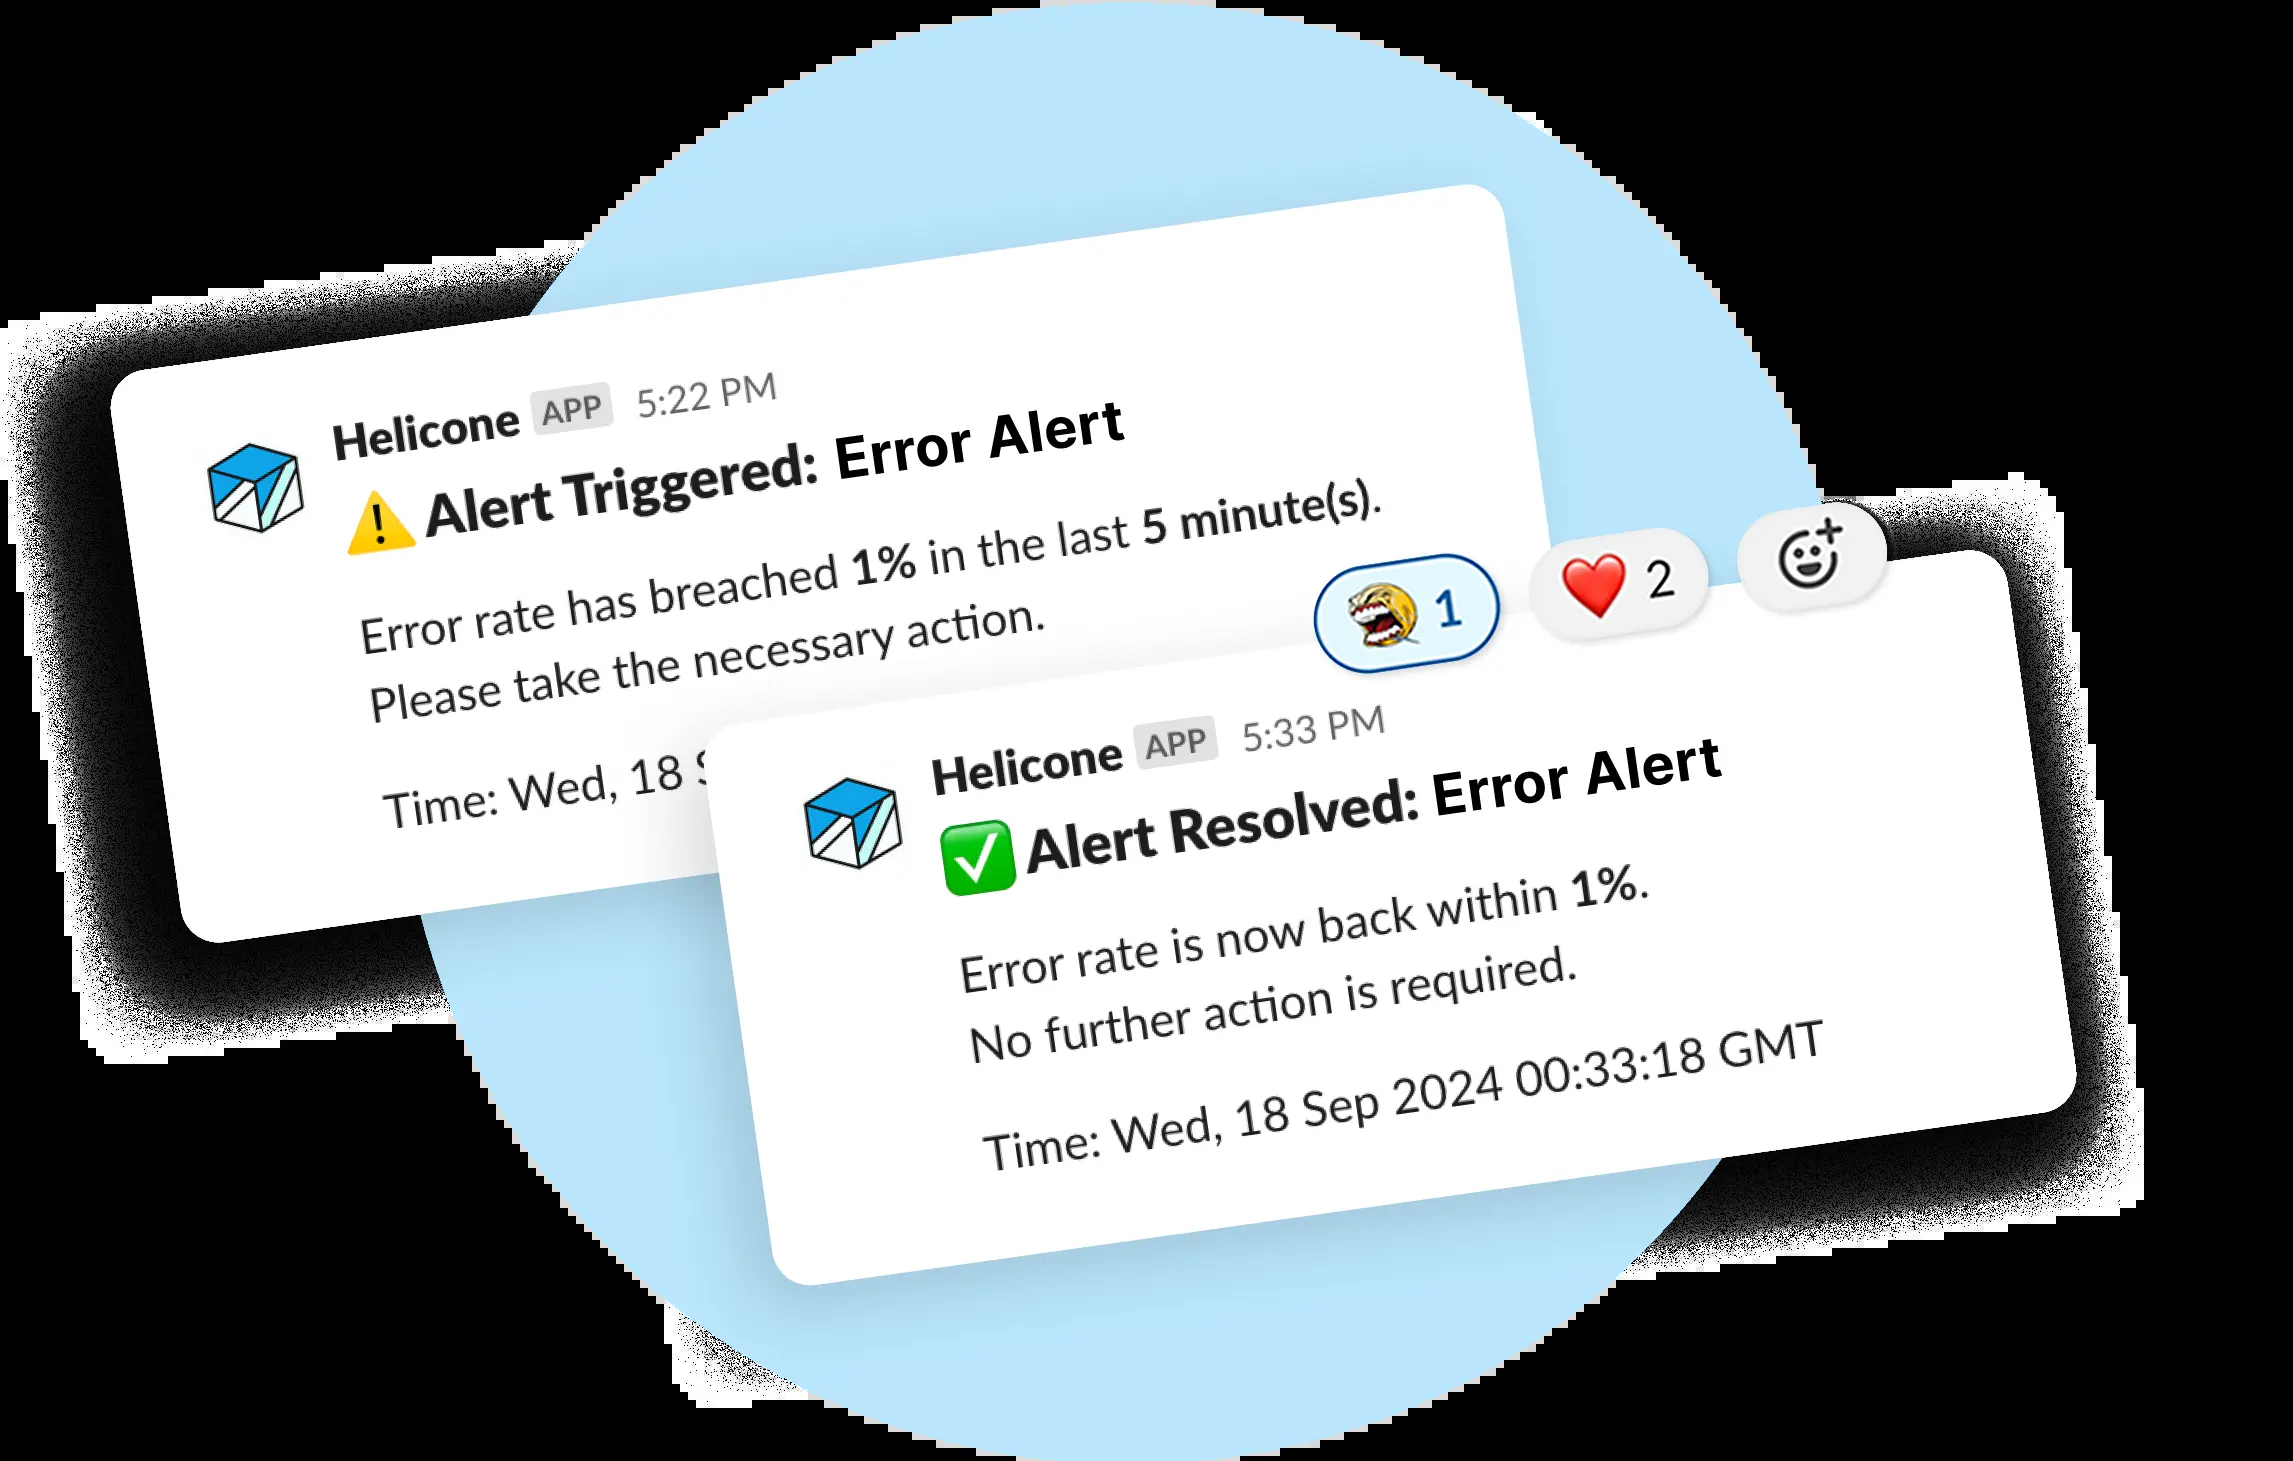 Helicone APP 5:22 PM
Alert Triggered: Error Alert
Error rate has breached 1% in the last 5 minute(s).
Please take the necessary action.
Time: Wed, 18
1
2
Helicone APP 5:33 PM
Alert Resolved: Error Alert
Error rate is now back within 1%.
No further action is required.
Time: Wed, 18 Sep 2024 00:33:18 GMT